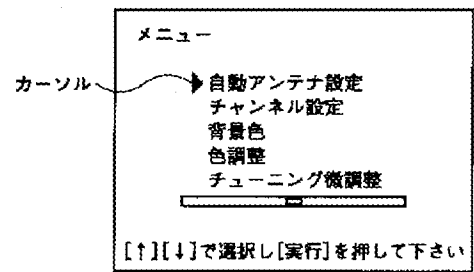 メニュー
カーソル
自動アンテナ設定
チャンネル設定
背景色
色調整
チューニング微調整
[↑][↓]で選択し[実行]を押して下さい